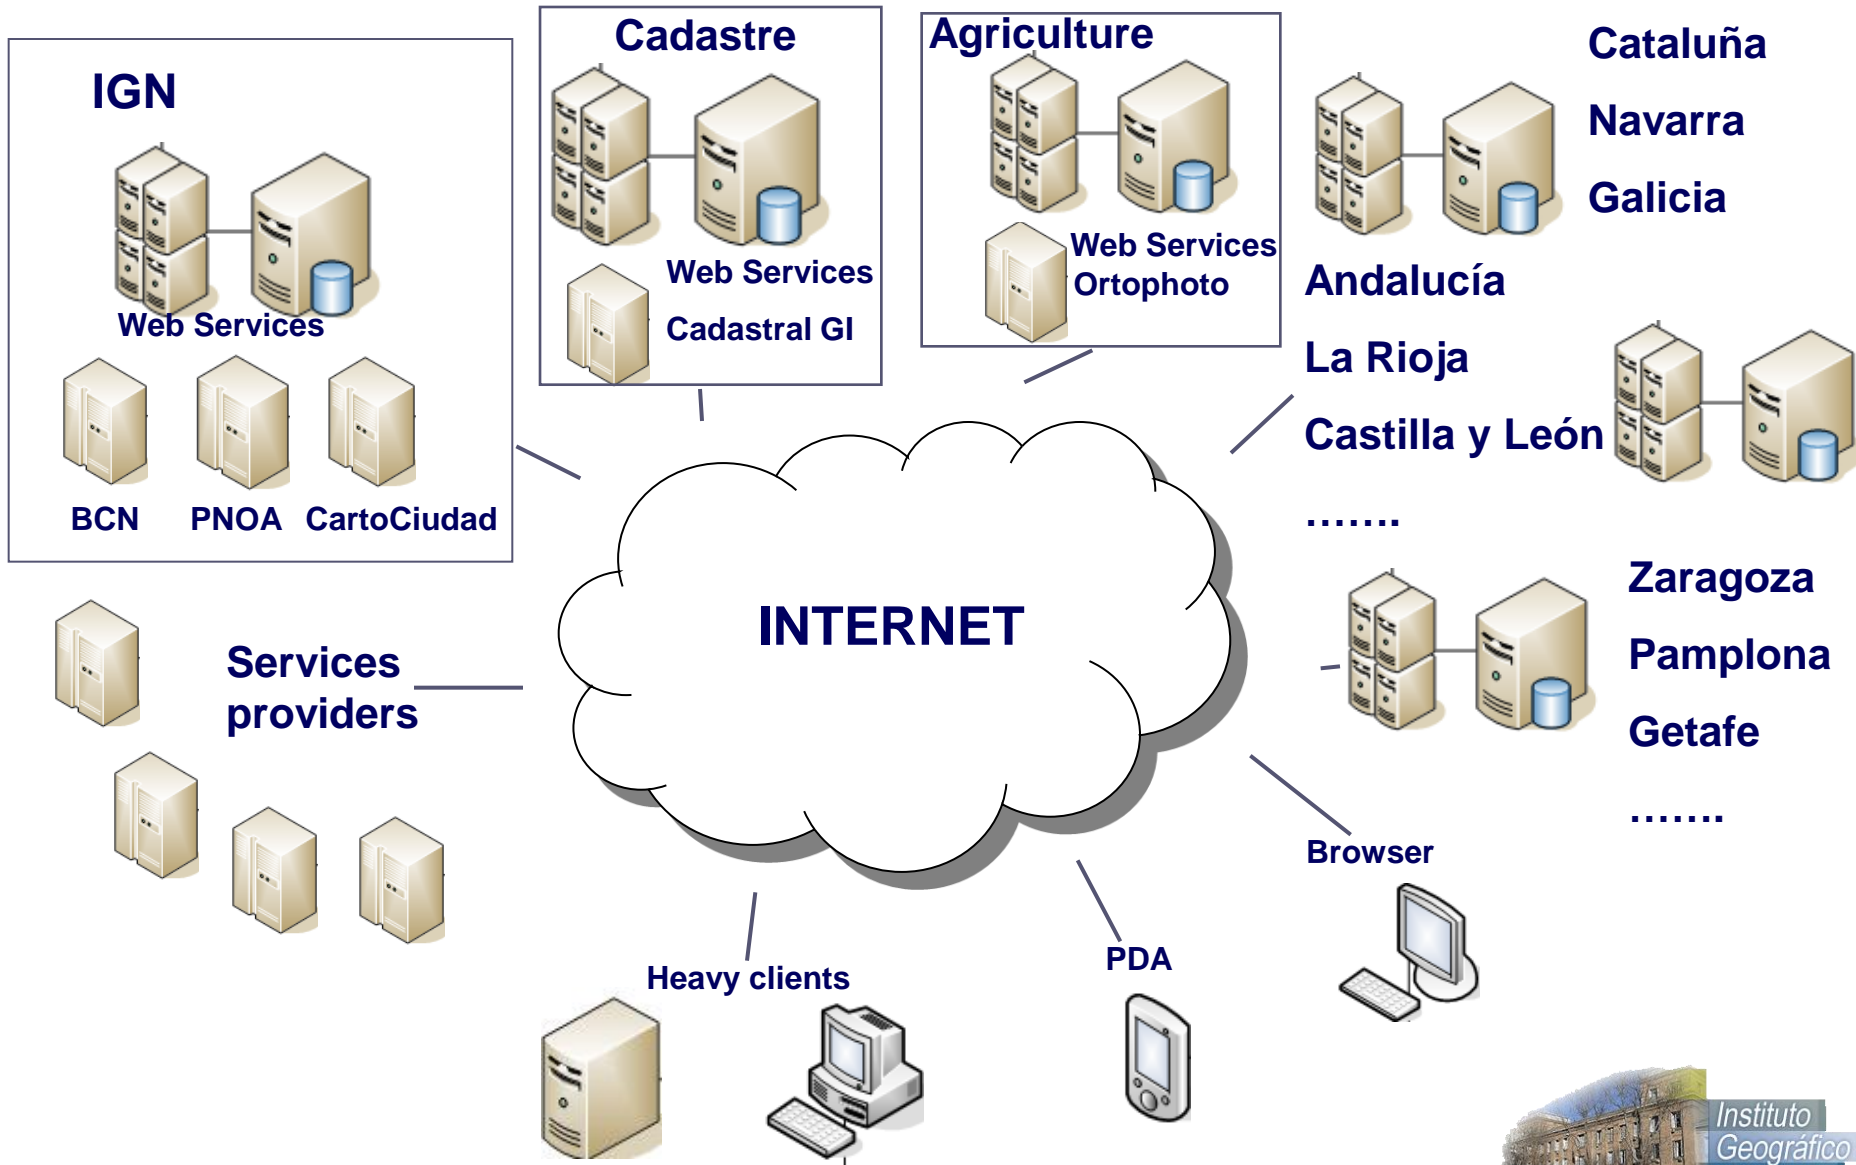 IGN
Web Services
BCN
PNOA
CartoCiudad
Cadastre
Web Services
Cadastral GI
Agriculture
Web Services
Ortophoto
Cataluña
Navarra
Galicia
Andalucía
La Rioja
Castilla y León
.......
Zaragoza
Pamplona
Getafe
.......
INTERNET
Services
providers
Heavy clients
PDA
Browser
Instituto
Geográfico